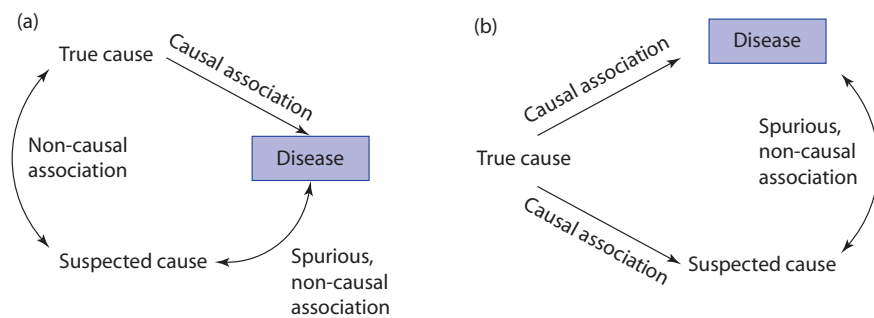 (a)
True cause
Causal association
Non-causal
association
Disease
Suspected cause
Spurious,
non-causal
association
(b)
Disease
Causal association
Spurious,
non-causal
association
True cause
Causal association
Suspected cause